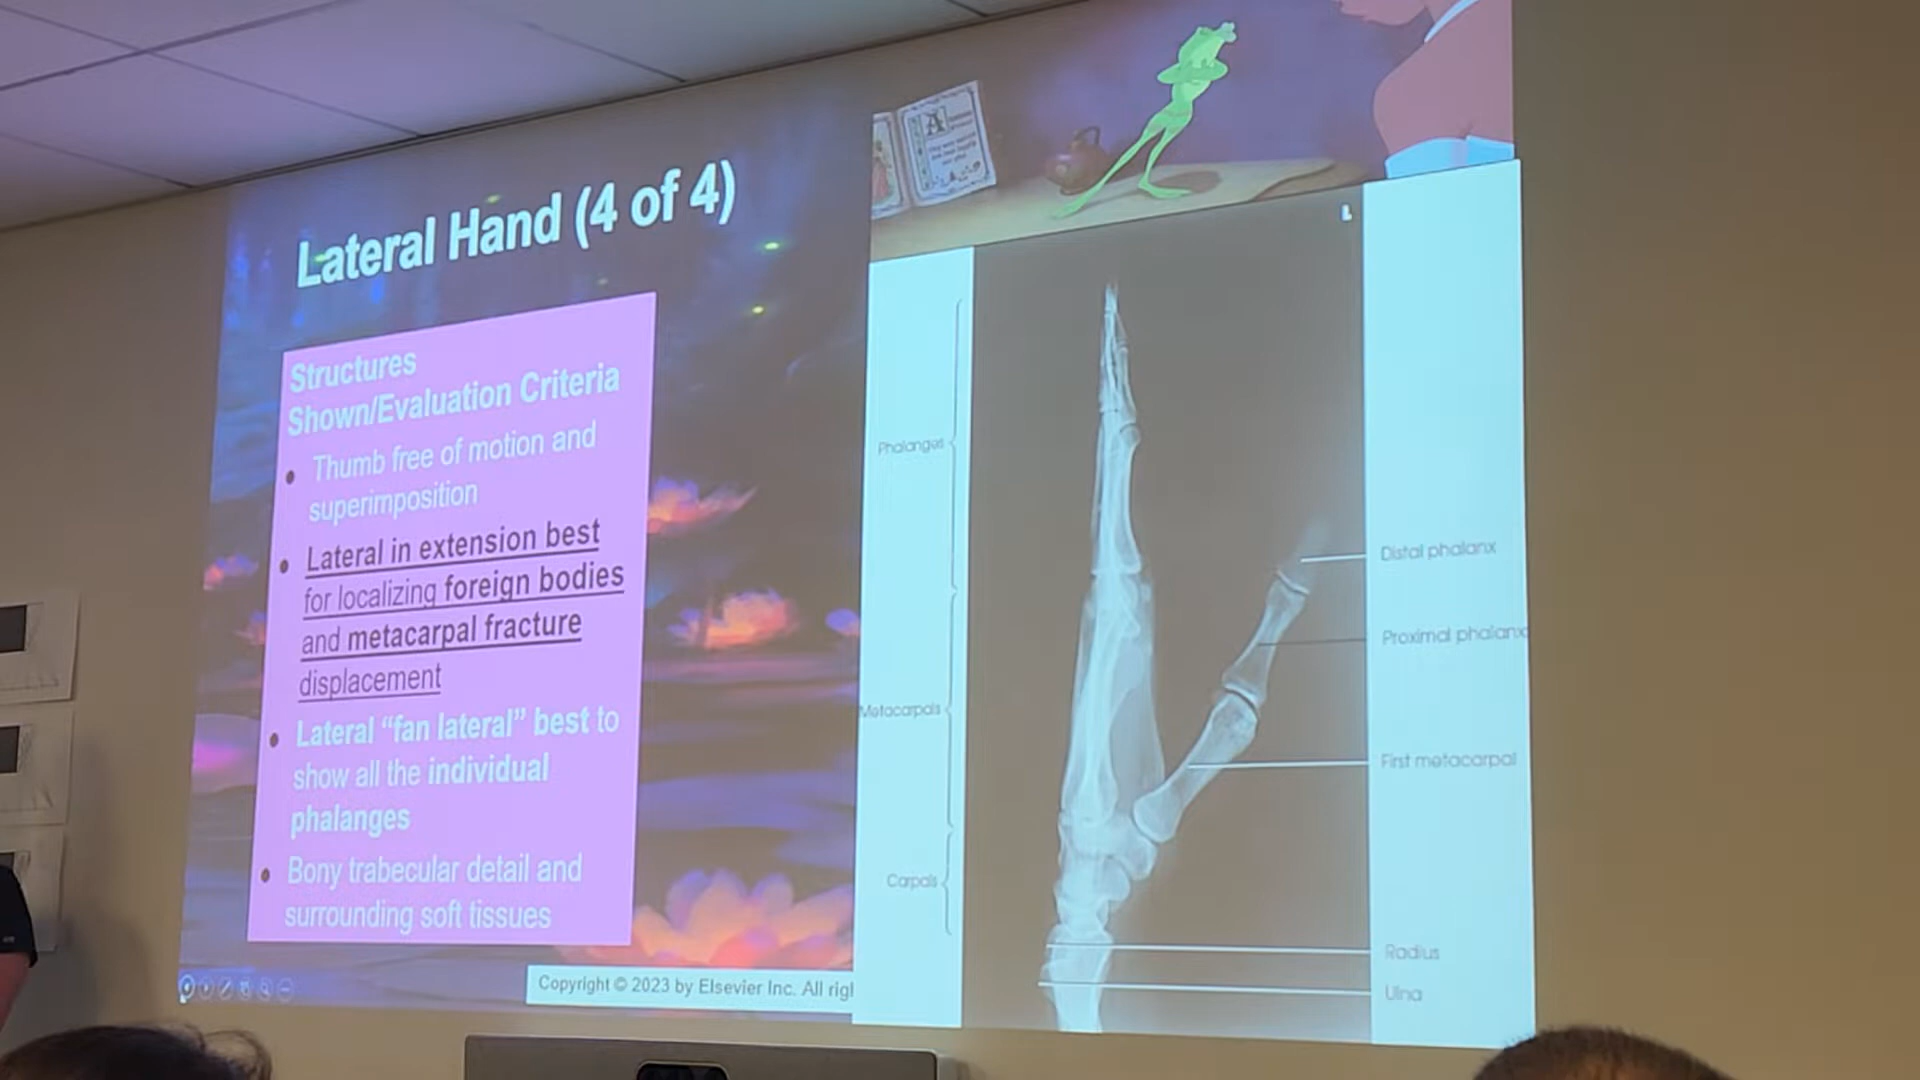 Lateral Hand (4 of 4)
Structures
Shown/Evaluation Criteria
Thumb free of motion and
superimposition
Lateral in extension best
for localizing foreign bodies
and metacarpal fracture
displacement
Lateral “fan lateral” best to
show all the individual
phalanges
Bony trabecular detail and
surrounding soft tissues
Copyright © 2023 by Elsevier Inc. All
A
L
Phalanges
Metacarpals
Carpals
Distal phalanx
Proximal phalanx
First metacarpal
Radius
Ulna